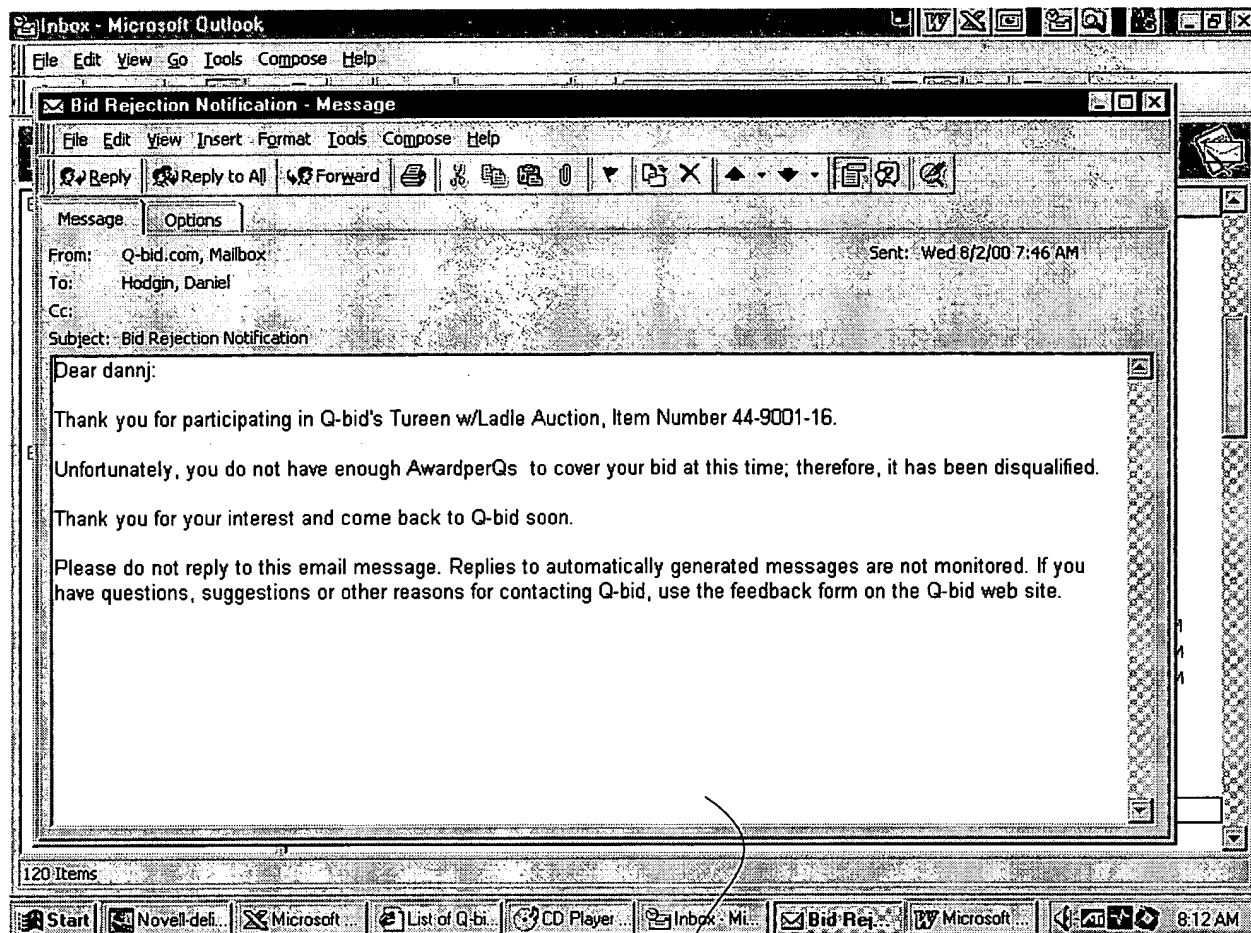 Inbox - Microsoft Outlook
File Edit View Go Tools Compose Help
Bid Rejection Notification - Message
File Edit View Insert Format Tools Compose Help
Reply Reply to All Forward
Message Options
From: Q-bid.com, Mailbox Sent: Wed 8/2/00 7:46 AM
To: Hodgin, Daniel
Cc:
Subject: Bid Rejection Notification
Dear dannj:
Thank you for participating in Q-bid's Tureen w/Ladle Auction, Item Number 44-9001-16.
Unfortunately, you do not have enough AwardperQs to cover your bid at this time; therefore, it has been disqualified.
Thank you for your interest and come back to Q-bid soon.
Please do not reply to this email message. Replies to automatically generated messages are not monitored. If you
have questions, suggestions or other reasons for contacting Q-bid, use the feedback form on the Q-bid web site.
120 Items
Start Novell-deli... Microsoft ... List of Q-bi... CD Player ... Inbox - Mi... Bid Rej... Microsoft ... 8:12 AM